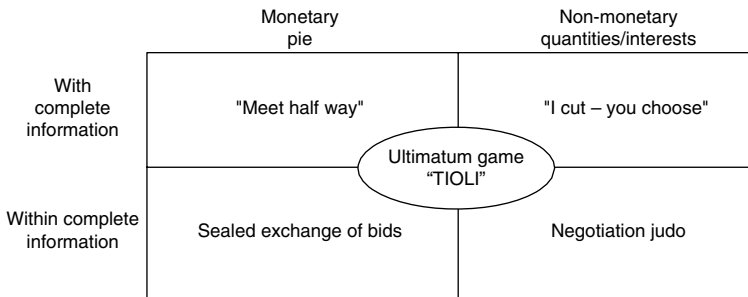 Monetary
pie
Non-monetary
quantities/interests
With
complete
information
"Meet half way"
"I cut – you choose"
Ultimatum game
“TIOLI”
Within complete
information
Sealed exchange of bids
Negotiation judo